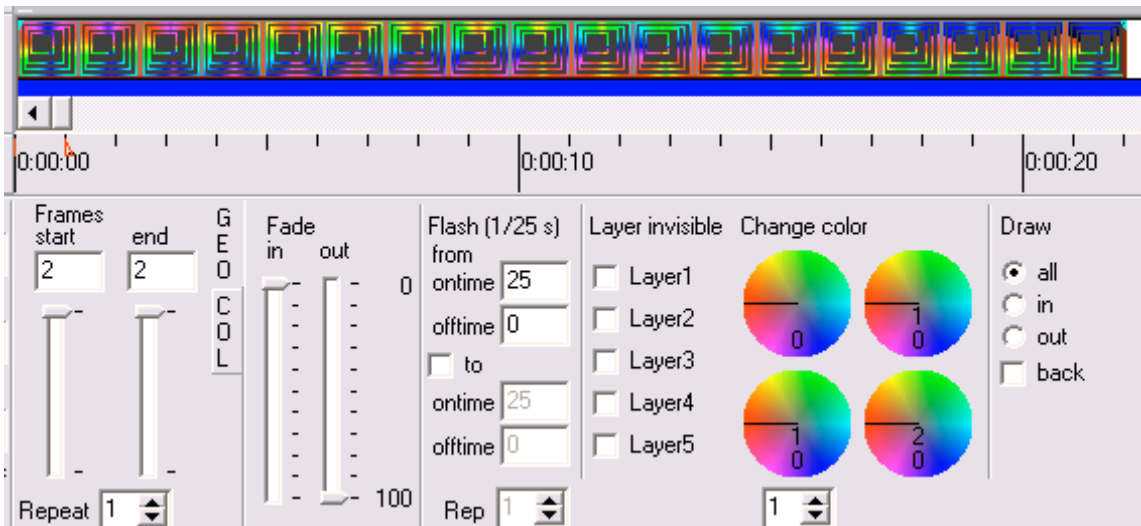 0:00:00 0:00:10 0:00:20
Frames
start end
2 2
Repeat 1
GEO
COL
Fade
in out
0
100
Flash (1/25 s)
from
ontime 25
offtime 0
to
ontime 25
offtime 0
Rep 1
Layer invisible
Layer1
Layer2
Layer3
Layer4
Layer5
Change color
0
1
0
1
0
2
0
1
Draw
all
in
out
back